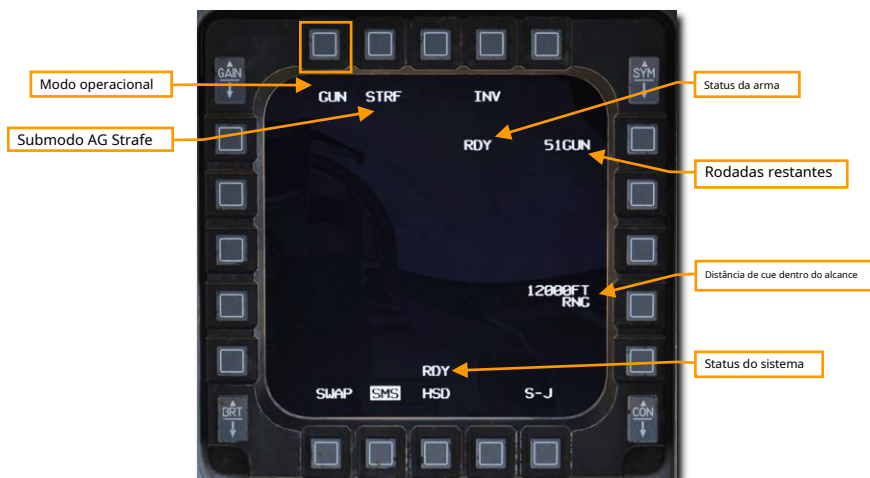 Modo operacional
Submodo AG Strafe
GAIN
SYM
GUN STRF INV
RDY 51GUN
12000FT
RNG
RDY
SWAP SMS HSD S-J
BRT
CON
Status da arma
Rodadas restantes
Distância de cue dentro do alcance
Status do sistema